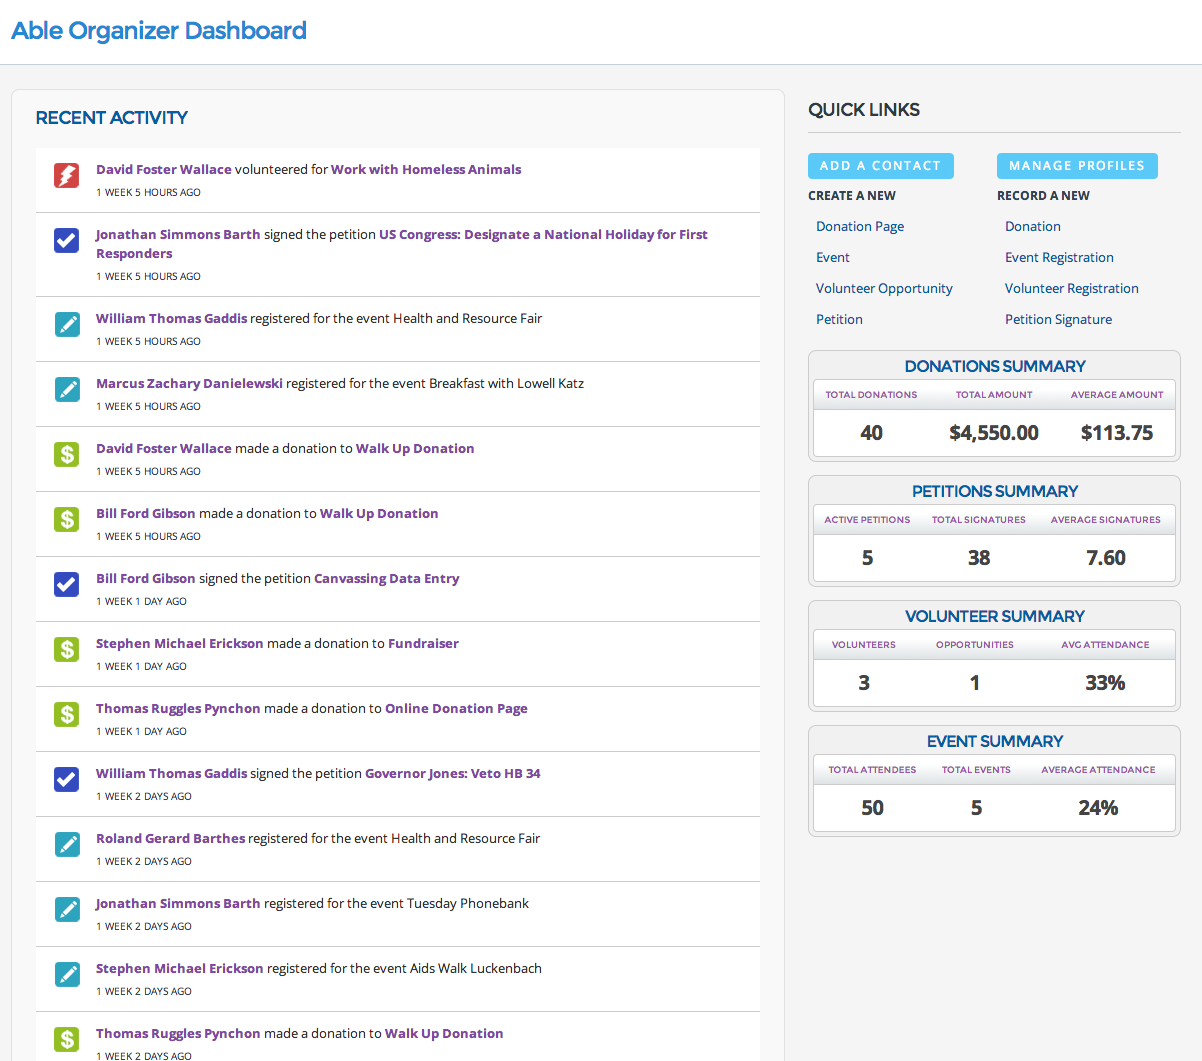 Able Organizer Dashboard
RECENT ACTIVITY
David Foster Wallace volunteered for Work with Homeless Animals
1 WEEK 5 HOURS AGO
Jonathan Simmons Barth signed the petition US Congress: Designate a National Holiday for First
Responders
1 WEEK 5 HOURS AGO
William Thomas Gaddis registered for the event Health and Resource Fair
1 WEEK 5 HOURS AGO
Marcus Zachary Danielewski registered for the event Breakfast with Lowell Katz
1 WEEK 5 HOURS AGO
David Foster Wallace made a donation to Walk Up Donation
1 WEEK 5 HOURS AGO
Bill Ford Gibson made a donation to Walk Up Donation
1 WEEK 5 HOURS AGO
Bill Ford Gibson signed the petition Canvassing Data Entry
1 WEEK 1 DAY AGO
Stephen Michael Erickson made a donation to Fundraiser
1 WEEK 1 DAY AGO
Thomas Ruggles Pynchon made a donation to Online Donation Page
1 WEEK 1 DAY AGO
William Thomas Gaddis signed the petition Governor Jones: Veto HB 34
1 WEEK 2 DAYS AGO
Roland Gerard Barthes registered for the event Health and Resource Fair
1 WEEK 2 DAYS AGO
Jonathan Simmons Barth registered for the event Tuesday Phonebank
1 WEEK 2 DAYS AGO
Stephen Michael Erickson registered for the event Aids Walk Luckenbach
1 WEEK 2 DAYS AGO
Thomas Ruggles Pynchon made a donation to Walk Up Donation
1 WEEK 2 DAYS AGO
QUICK LINKS
ADD A CONTACT MANAGE PROFILES
CREATE A NEW RECORD A NEW
Donation Page Donation
Event Event Registration
Volunteer Opportunity Volunteer Registration
Petition Petition Signature
DONATIONS SUMMARY
TOTAL DONATIONS TOTAL AMOUNT AVERAGE AMOUNT
40 $4,550.00 $113.75
PETITIONS SUMMARY
ACTIVE PETITIONS TOTAL SIGNATURES AVERAGE SIGNATURES
5 38 7.60
VOLUNTEER SUMMARY
VOLUNTEERS OPPORTUNITIES AVG ATTENDANCE
3 1 33%
EVENT SUMMARY
TOTAL ATTENDEES TOTAL EVENTS AVERAGE ATTENDANCE
50 5 24%